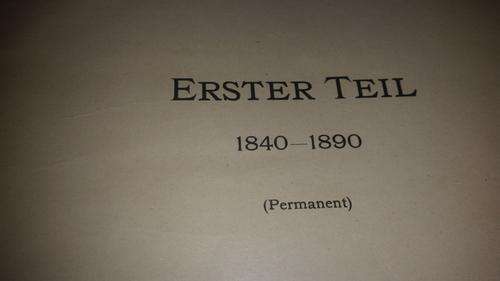 ERSTER TEIL
1840—1890
(Permanent)